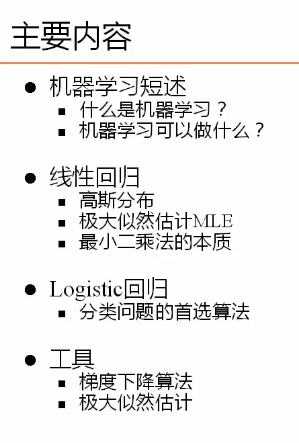 主要内容
机器学习短述
什么是机器学习？
机器学习可以做什么？
线性回归
高斯分布
极大似然估计MLE
最小二乘法的本质
Logistic回归
分类问题的首选算法
工具
梯度下降算法
极大似然估计